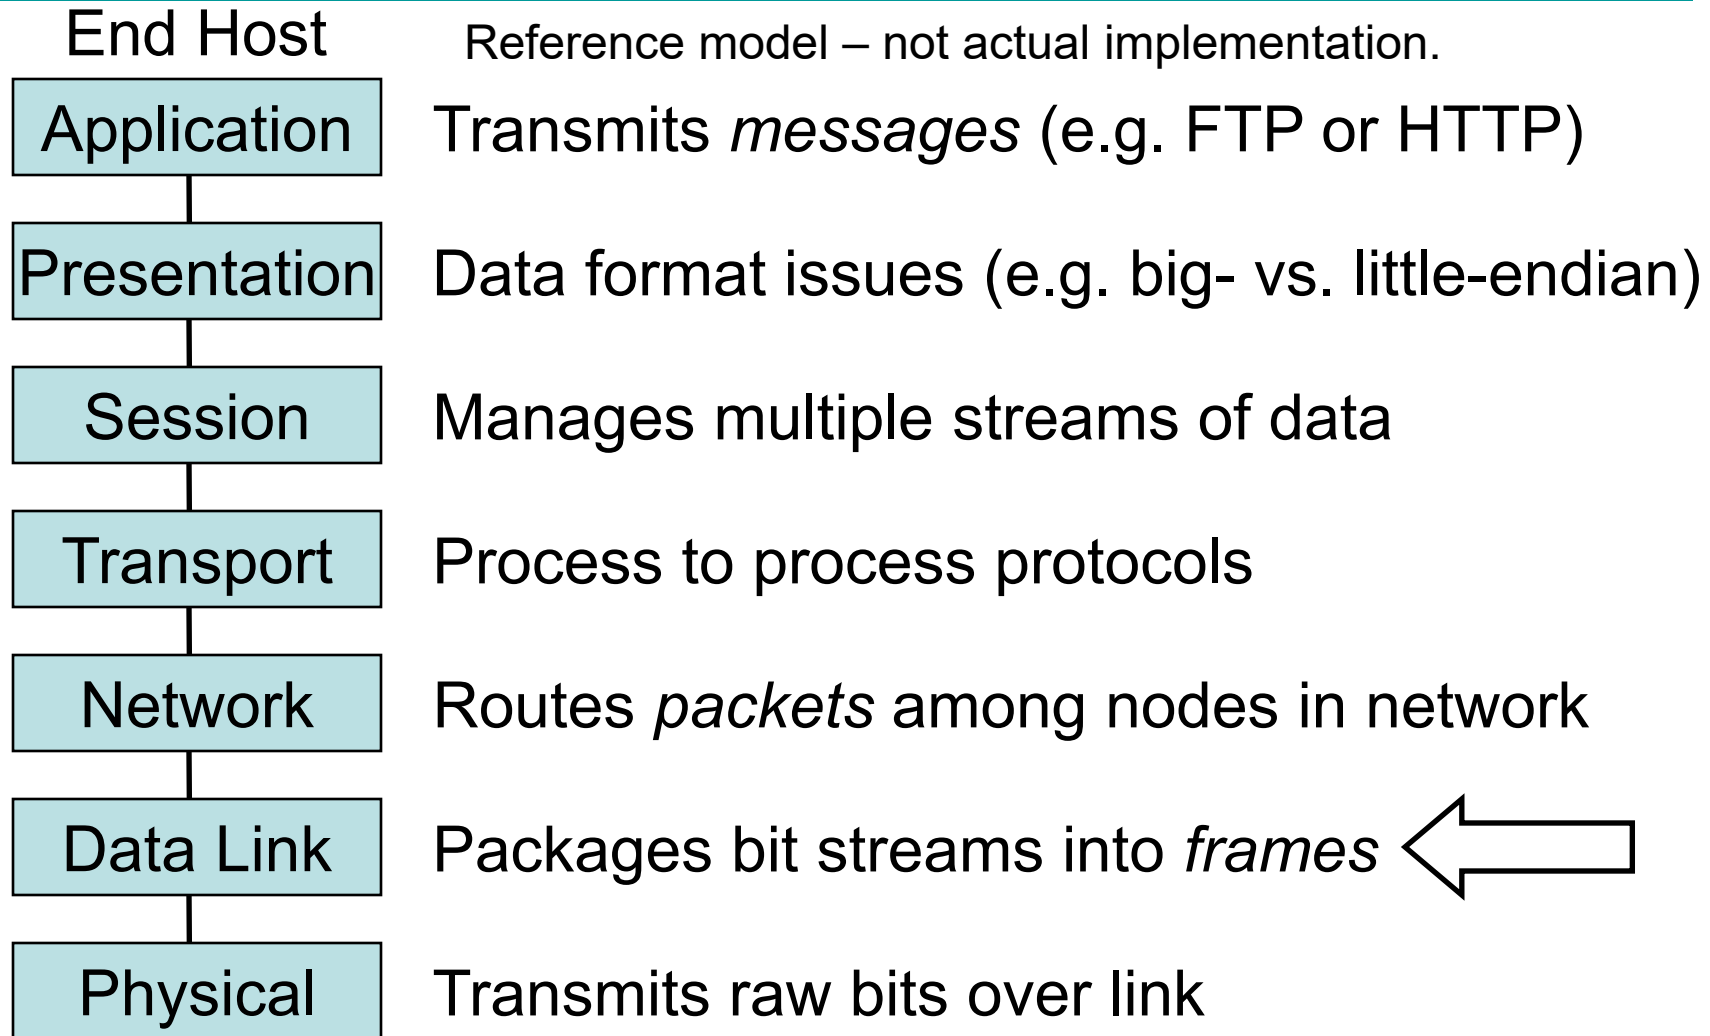 End Host
Reference model – not actual implementation.
Application
Transmits messages (e.g. FTP or HTTP)
Presentation
Data format issues (e.g. big- vs. little-endian)
Session
Manages multiple streams of data
Transport
Process to process protocols
Network
Routes packets among nodes in network
Data Link
Packages bit streams into frames
Physical
Transmits raw bits over link